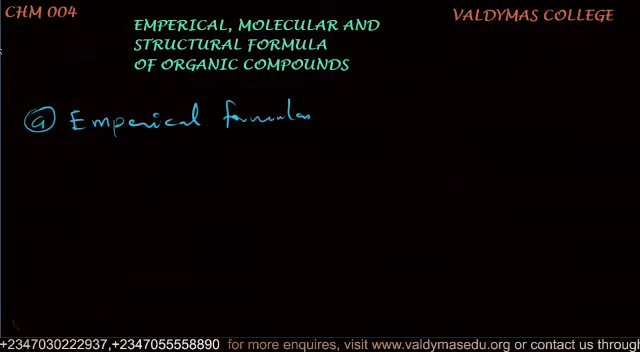 CHM 004
VALDYMAS COLLEGE
EMPERICAL, MOLECULAR AND
STRUCTURAL FORMULA
OF ORGANIC COMPOUNDS
a Emperical formulas
+2347030222937,+2347055558890 for more enquires, visit www.valdymasedu.org or contact us through